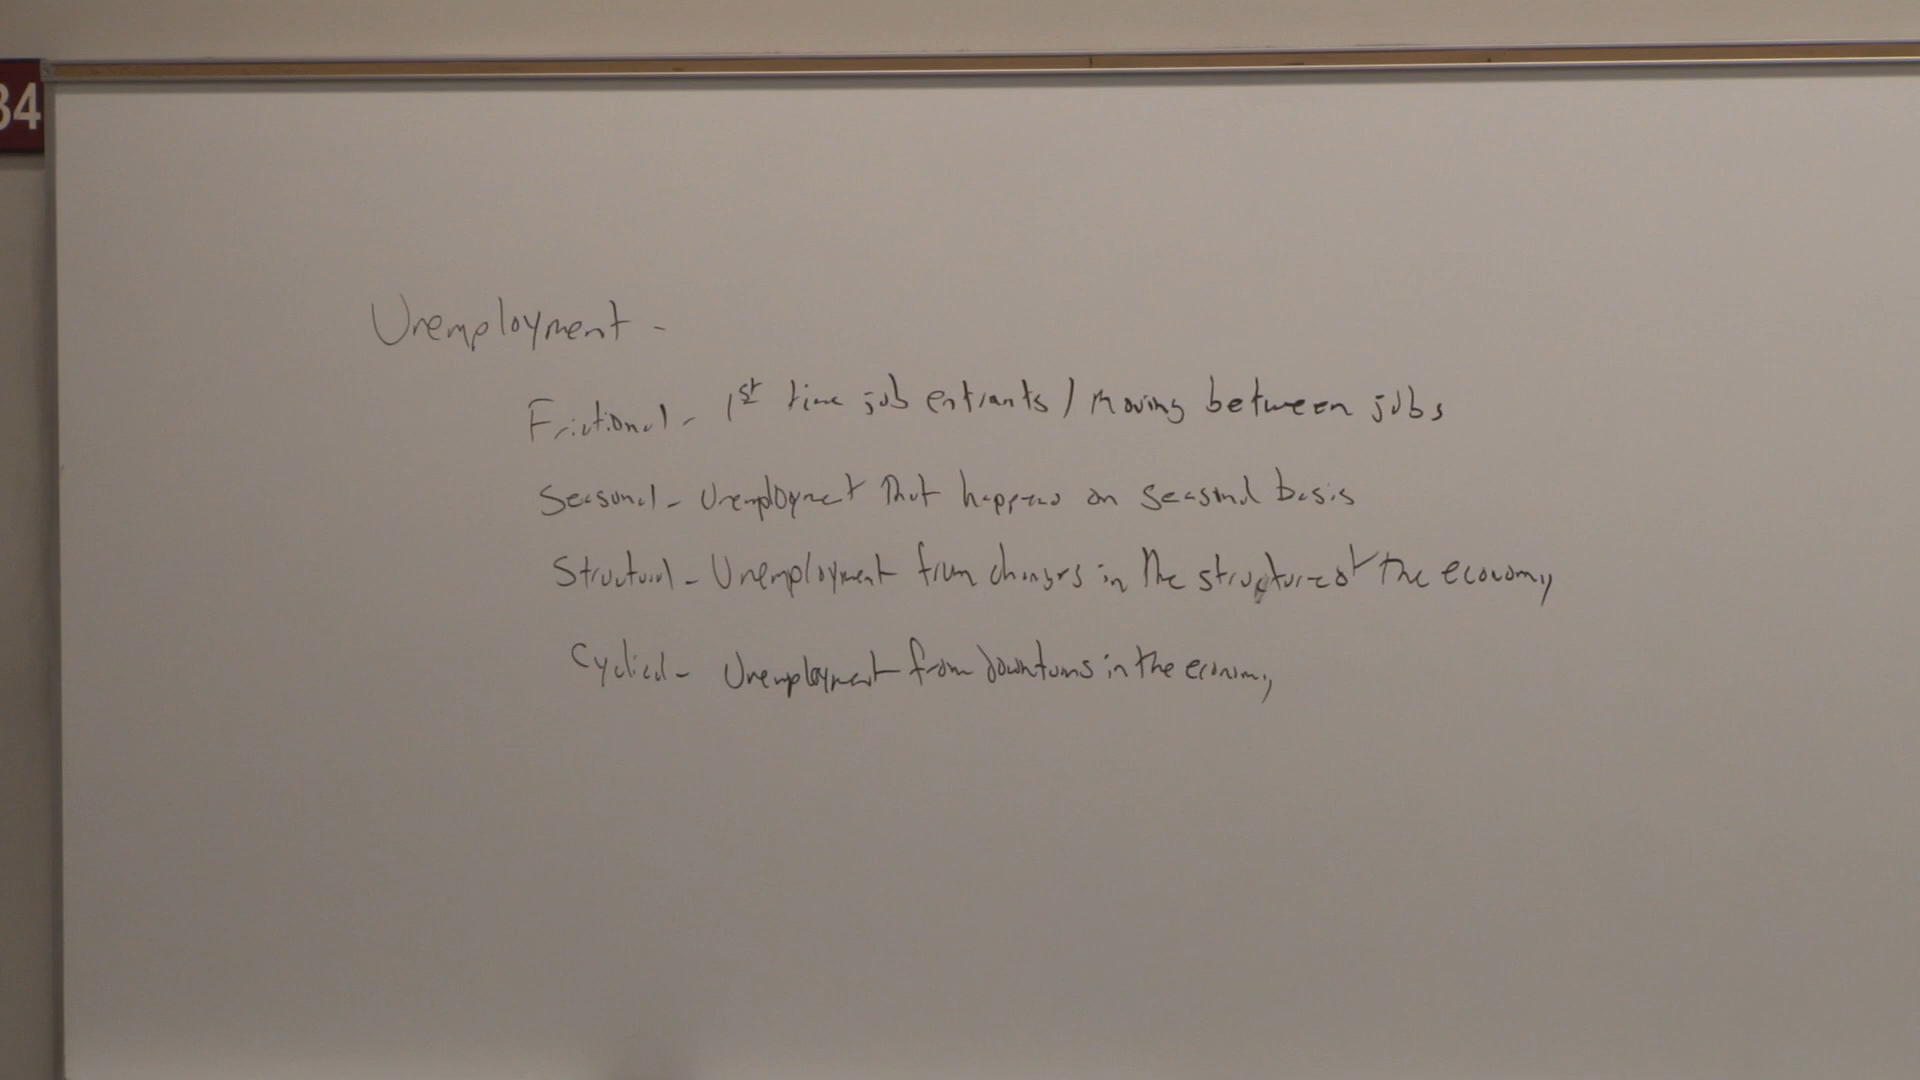 34
Unemployment -
Frictional - 1st time job entrants / Moving between jobs
Seasonal - Unemployment that happens on seasonal basis
Structural - Unemployment from changes in the structure of the economy
Cyclical - Unemployment from downturns in the economy